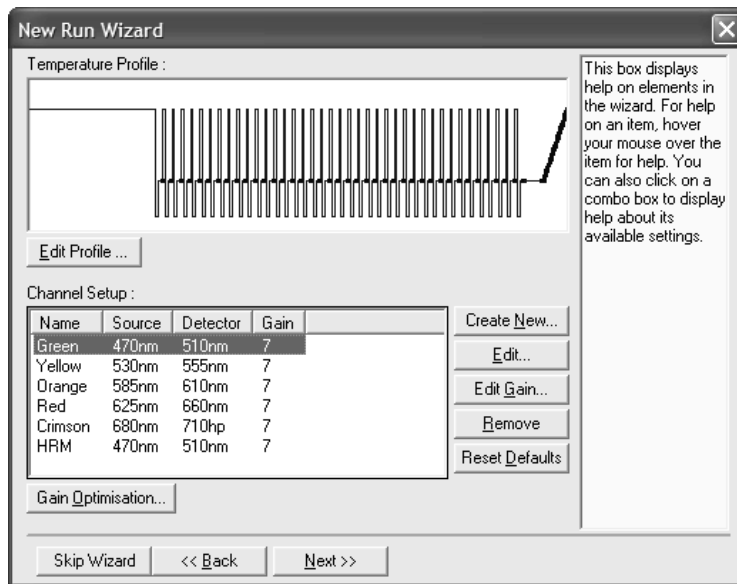 New Run Wizard
Temperature Profile :
Edit Profile ...
Channel Setup :
Name Source Detector Gain
Green 470nm 510nm 7
Yellow 530nm 555nm 7
Orange 585nm 610nm 7
Red 625nm 660nm 7
Crimson 680nm 710hp 7
HRM 470nm 510nm 7
Create New...
Edit...
Edit Gain...
Remove
Reset Defaults
Gain Optimisation...
This box displays
help on elements in
the wizard. For help
on an item, hover
your mouse over the
item for help. You
can also click on a
combo box to display
help about its
available settings.
Skip Wizard
<< Back
Next >>